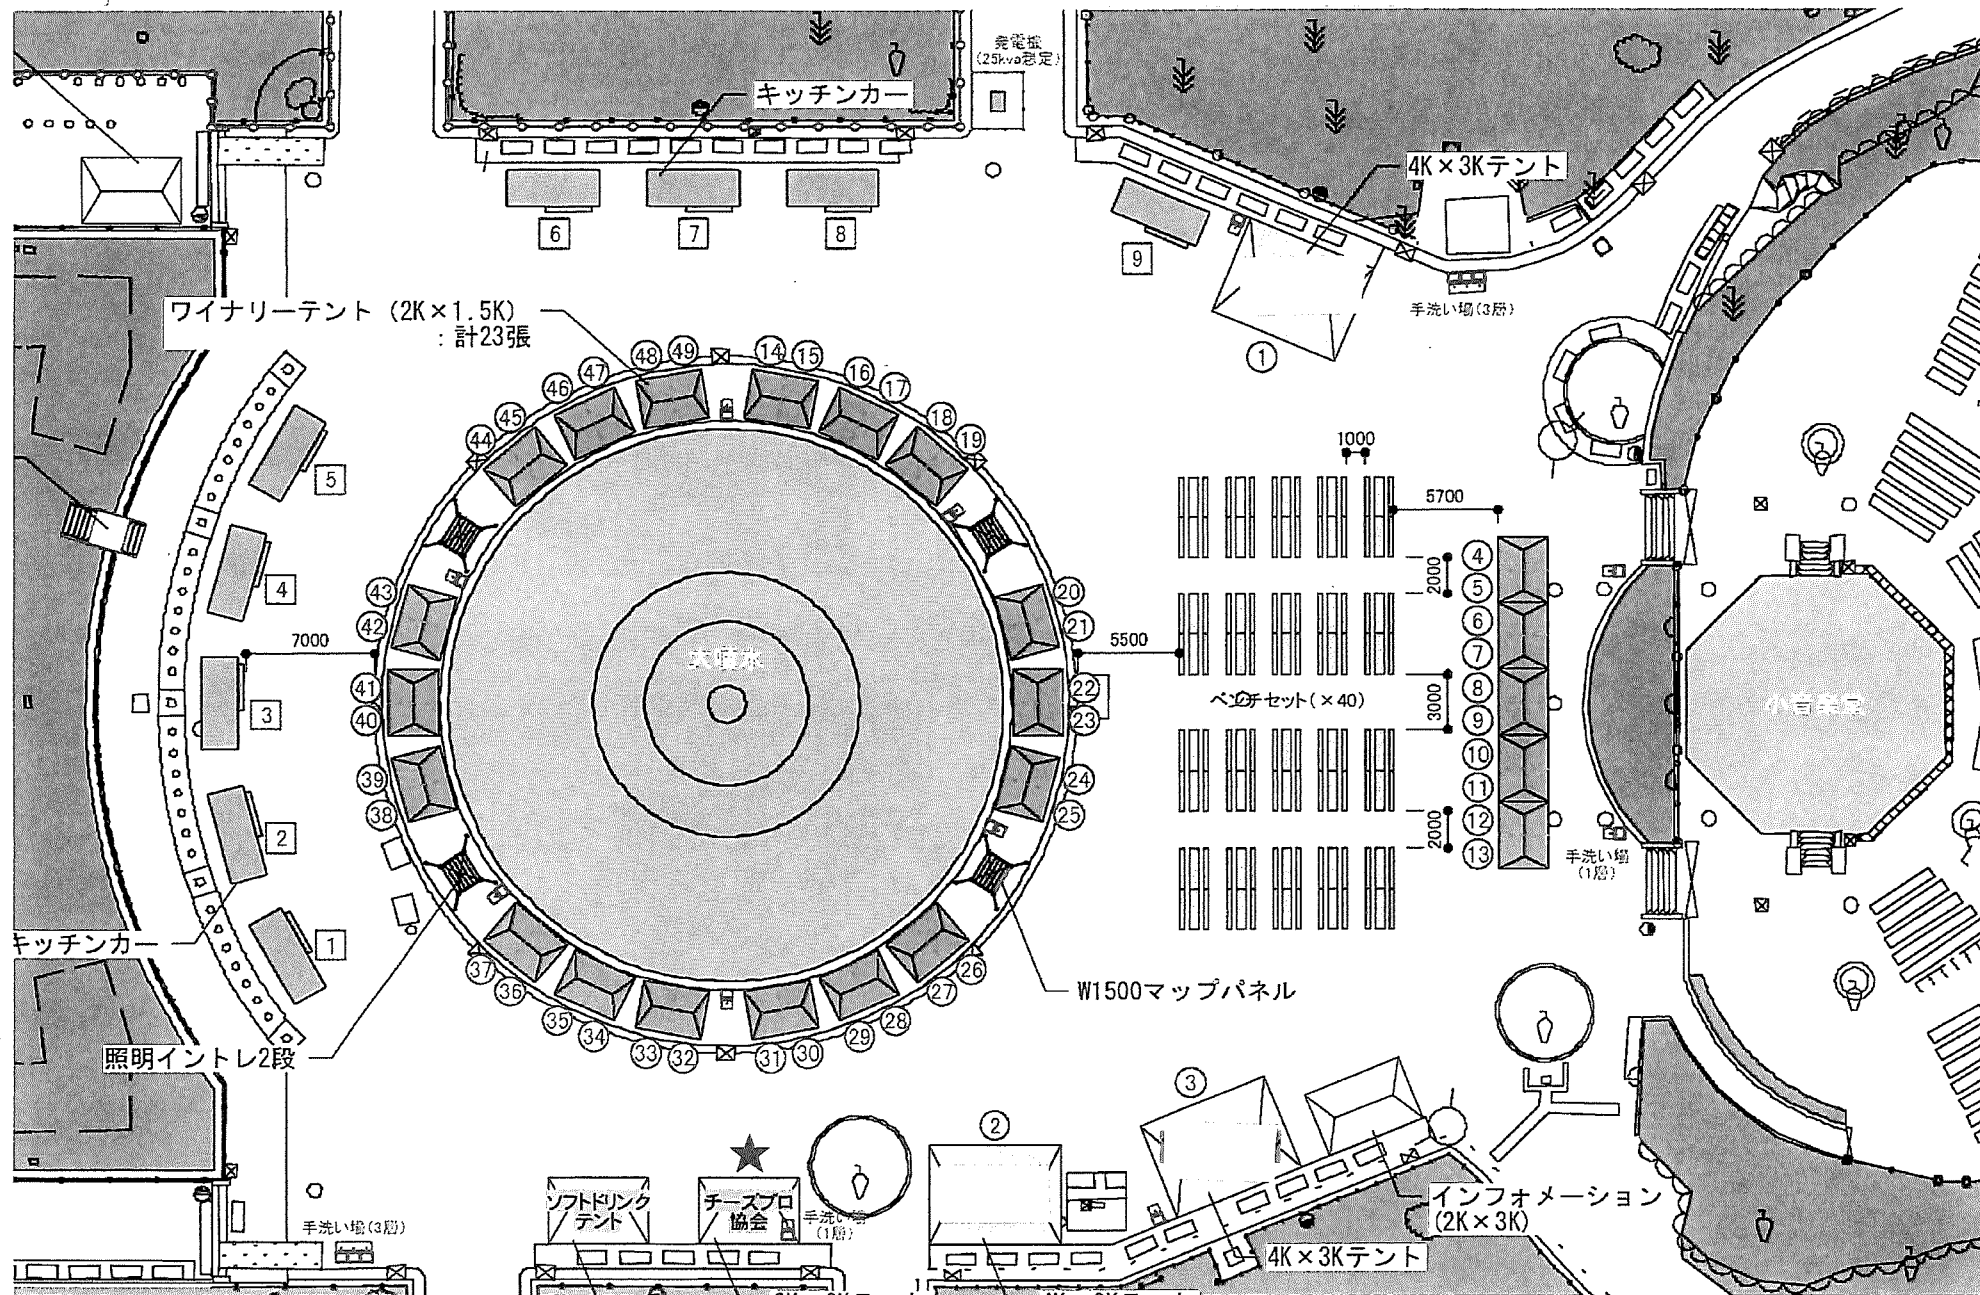 発電機
(25kva想定)
キッチンカー
4K×3Kテント
6
7
8
9
手洗い場(3層)
①
ワイナリーテント (2K×1.5K)
: 計23張
㊽
㊾
⑭
⑮
㊼
⑯
㊻
⑰
㊺
⑱
㊹
⑲
5
1000
5700
4
④
2000
⑤
㊸
⑳
㊷
㉑
⑥
7000
5500
⑦
大噴水
㊶
㉒
⑧
ベンチセット(×40)
3000
小音楽堂
3
㊵
㉓
⑨
⑩
㊴
㉔
⑪
㊳
㉕
2000
⑫
2
⑬
手洗い場
(1層)
キッチンカー
1
㊲
㉖
㊱
㉗
W1500マップパネル
㉟
㉘
㉞
㉙
㉝
㉜
㉛
㉚
照明イントレ2段
③
②
ソフトドリンク
テント
チーズプロ
協会
手洗い場
(1層)
手洗い場(3層)
インフォメーション
(2K×3K)
4K×3Kテント